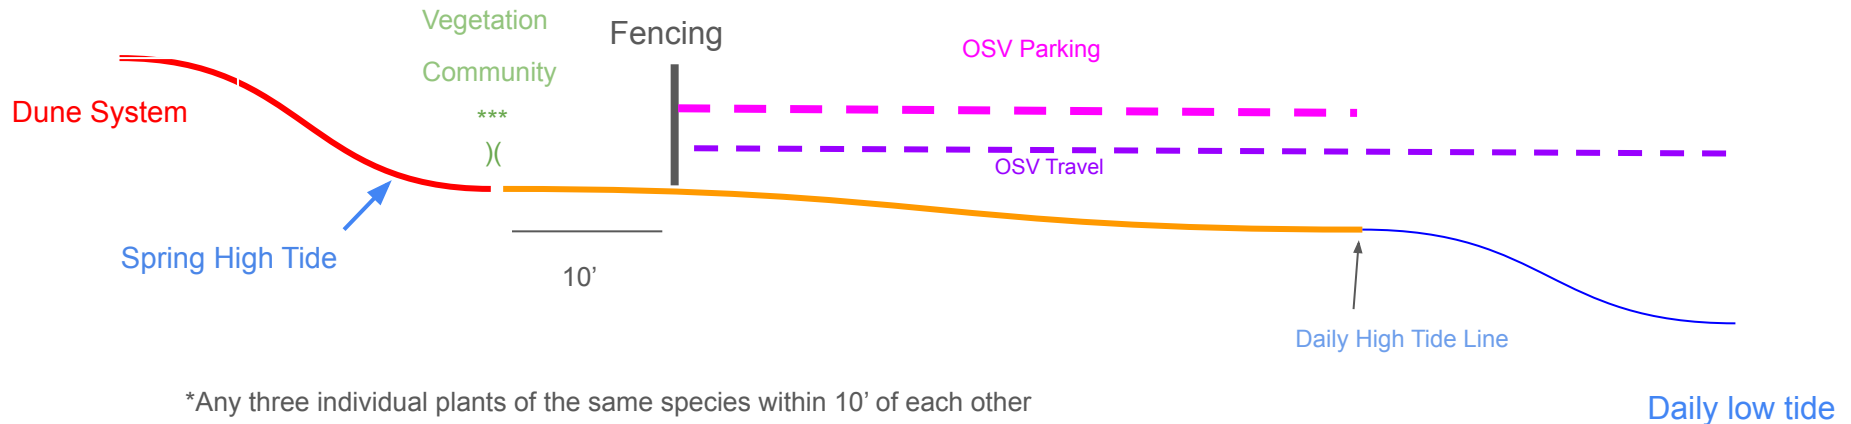 Vegetation
Community
***
)(
Fencing
OSV Parking
Dune System
OSV Travel
Spring High Tide
10’
Daily High Tide Line
*Any three individual plants of the same species within 10’ of each other
Daily low tide